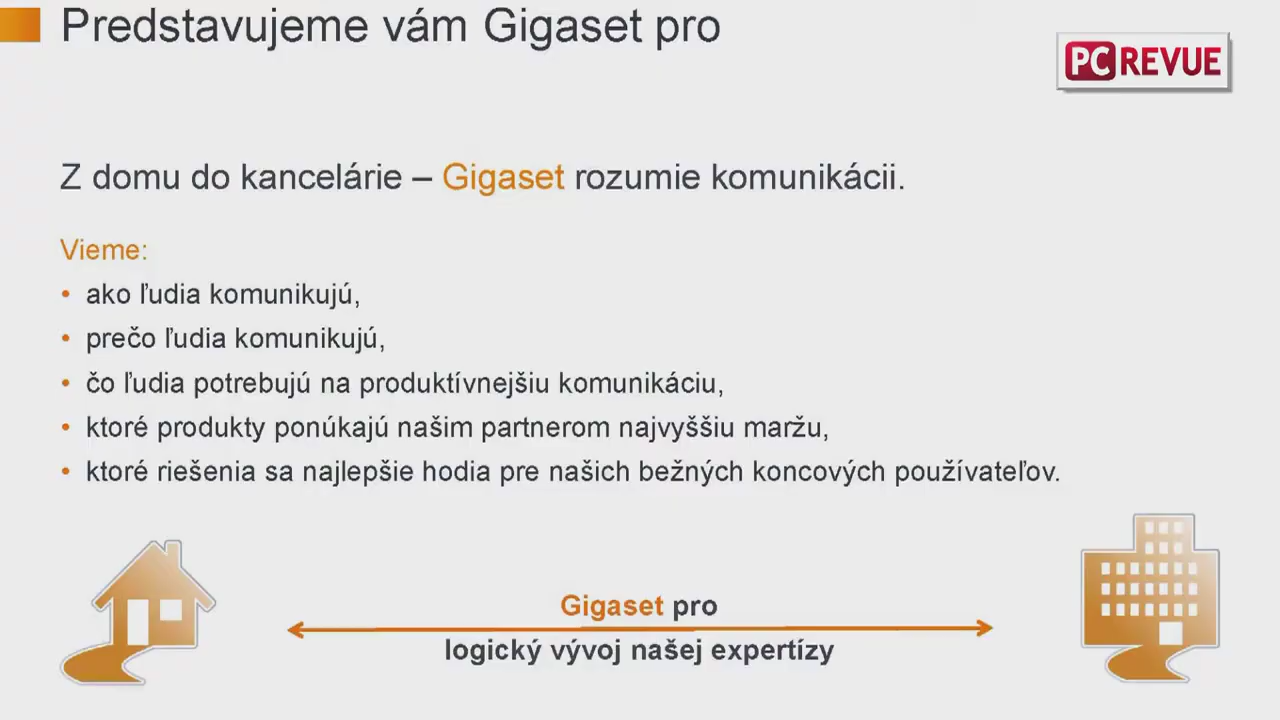 Predstavujeme vám Gigaset pro
PC REVUE
Z domu do kancelárie – Gigaset rozumie komunikácii.
Vieme:
• ako ľudia komunikujú,
• prečo ľudia komunikujú,
• čo ľudia potrebujú na produktívnejšiu komunikáciu,
• ktoré produkty ponúkajú našim partnerom najvyššiu maržu,
• ktoré riešenia sa najlepšie hodia pre našich bežných koncových používateľov.
Gigaset pro
logický vývoj našej expertízy